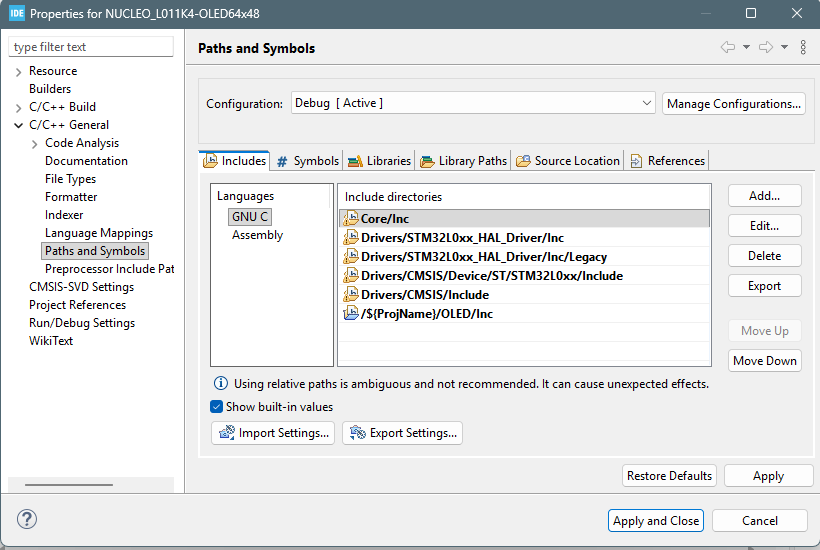 IDE Properties for NUCLEO_L011K4-OLED64x48
type filter text
Resource
Builders
C/C++ Build
C/C++ General
Code Analysis
Documentation
File Types
Formatter
Indexer
Language Mappings
Paths and Symbols
Preprocessor Include Pat
CMSIS-SVD Settings
Project References
Run/Debug Settings
WikiText
Paths and Symbols
Configuration: Debug [ Active ] Manage Configurations...
Includes # Symbols Libraries Library Paths Source Location References
Languages
GNU C
Assembly
Include directories
Core/Inc
Drivers/STM32L0xx_HAL_Driver/Inc
Drivers/STM32L0xx_HAL_Driver/Inc/Legacy
Drivers/CMSIS/Device/ST/STM32L0xx/Include
Drivers/CMSIS/Include
/${ProjName}/OLED/Inc
Add...
Edit...
Delete
Export
Move Up
Move Down
Using relative paths is ambiguous and not recommended. It can cause unexpected effects.
Show built-in values
Import Settings... Export Settings...
Restore Defaults Apply
? Apply and Close Cancel